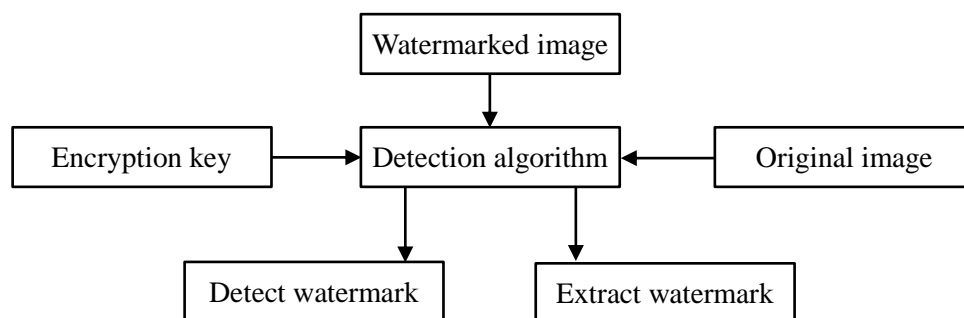 Watermarked image
Encryption key
Detection algorithm
Original image
Detect watermark
Extract watermark